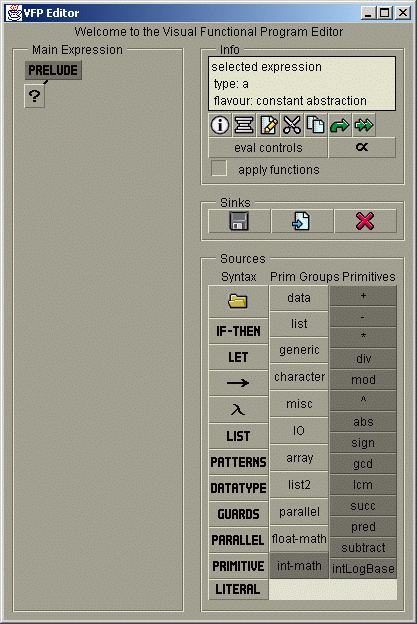 VFP Editor
Welcome to the Visual Functional Program Editor
Main Expression
PRELUDE
?
Info
selected expression
type: a
flavour: constant abstraction
eval controls
∝
apply functions
Sinks
Sources
Syntax
Prim Groups
Primitives
IF-THEN
LET
→
λ
LIST
PATTERNS
DATATYPE
GUARDS
PARALLEL
PRIMITIVE
LITERAL
data
list
generic
character
misc
IO
array
list2
parallel
float-math
int-math
+
-
*
div
mod
^
abs
sign
gcd
lcm
succ
pred
subtract
intLogBase